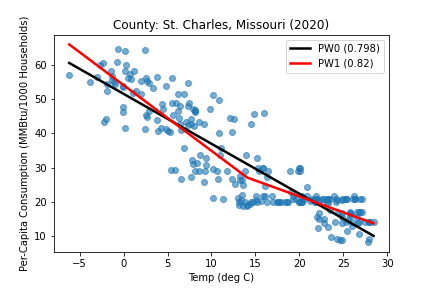 County: St. Charles, Missouri (2020)
PW0 (0.798)
PW1 (0.82)
Per-Capita Consumption (MMBtu/1000 Households)
60
50
40
30
20
10
−5 0 5 10 15 20 25 30
Temp (deg C)